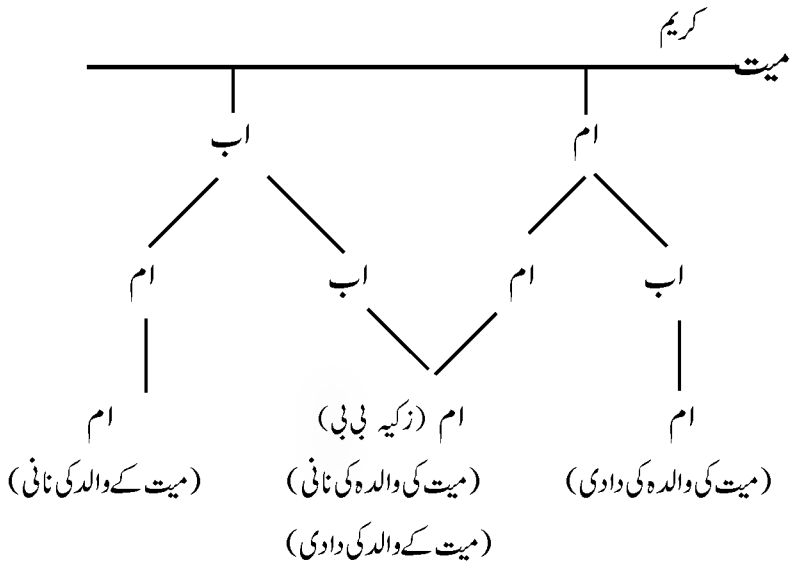 کریم
میت
ام اب
اب ام اب ام
ام ام (زکیہ بی بی) ام
(میت کی والدہ کی دادی) (میت کی والدہ کی نانی) (میت کے والد کی نانی)
(میت کے والد کی دادی)